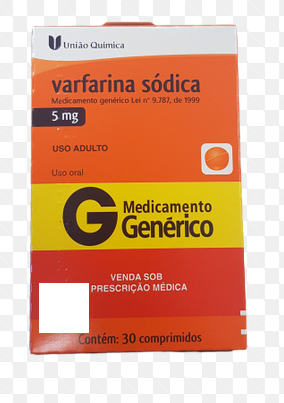 União Química
varfarina sódica
Medicamento genérico Lei nº 9.787, de 1999
5 mg
USO ADULTO
Uso oral
G Medicamento
Genérico
VENDA SOB
PRESCRIÇÃO MÉDICA
Contém: 30 comprimidos